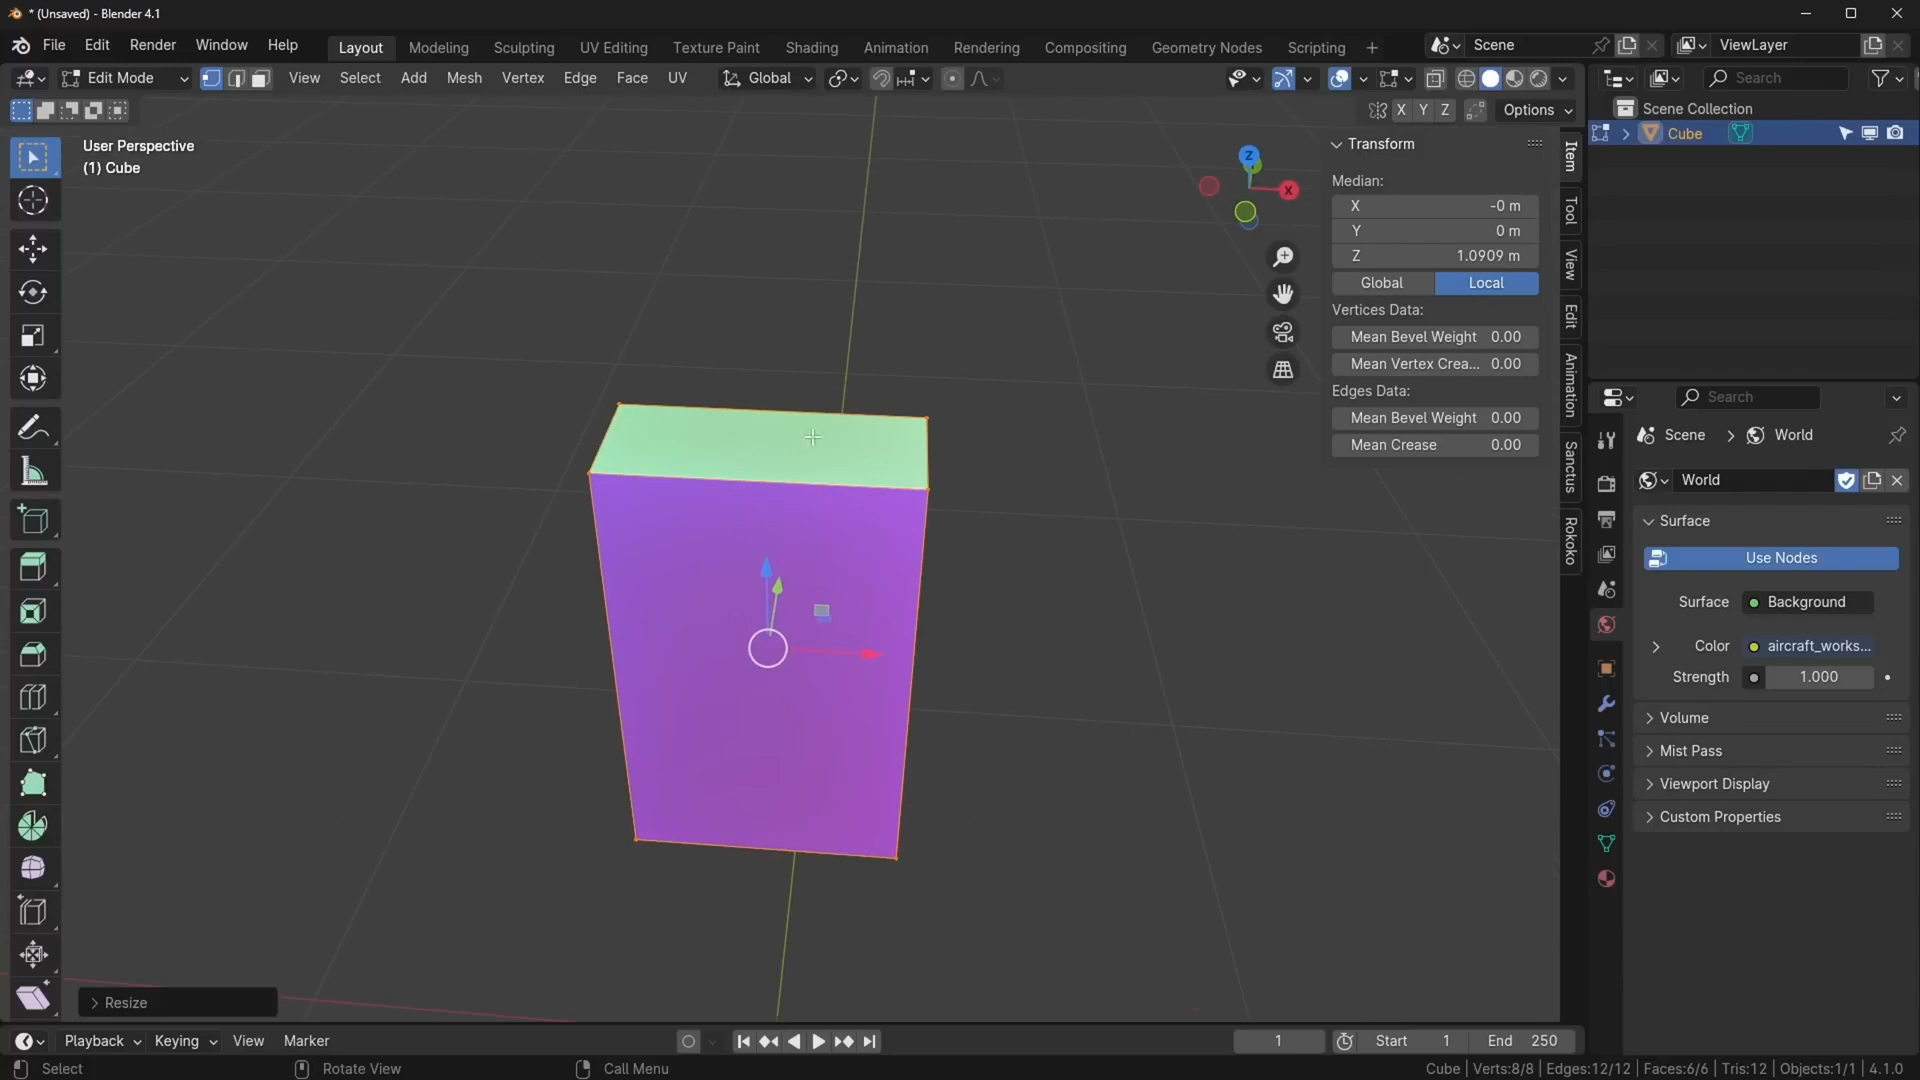 * (Unsaved) - Blender 4.1
File Edit Render Window Help
Layout Modeling Sculpting UV Editing Texture Paint Shading Animation Rendering Compositing Geometry Nodes Scripting +
Scene
ViewLayer
Edit Mode
View Select Add Mesh Vertex Edge Face UV
Global
Search
X Y Z
Options
Scene Collection
Cube
User Perspective
(1) Cube
Z
X
Transform
Median:
X -0 m
Y 0 m
Z 1.0909 m
Global Local
Vertices Data:
Mean Bevel Weight 0.00
Mean Vertex Crea... 0.00
Edges Data:
Mean Bevel Weight 0.00
Mean Crease 0.00
Item
Tool
View
Edit
Animation
Sanctus
Rokoko
Search
Scene > World
World
Surface
Use Nodes
Surface Background
Color aircraft_works...
Strength 1.000
Volume
Mist Pass
Viewport Display
Custom Properties
Resize
Playback Keying View Marker
1
Start 1
End 250
Select
Rotate View
Call Menu
Cube | Verts:8/8 | Edges:12/12 | Faces:6/6 | Tris:12 | Objects:1/1 | 4.1.0